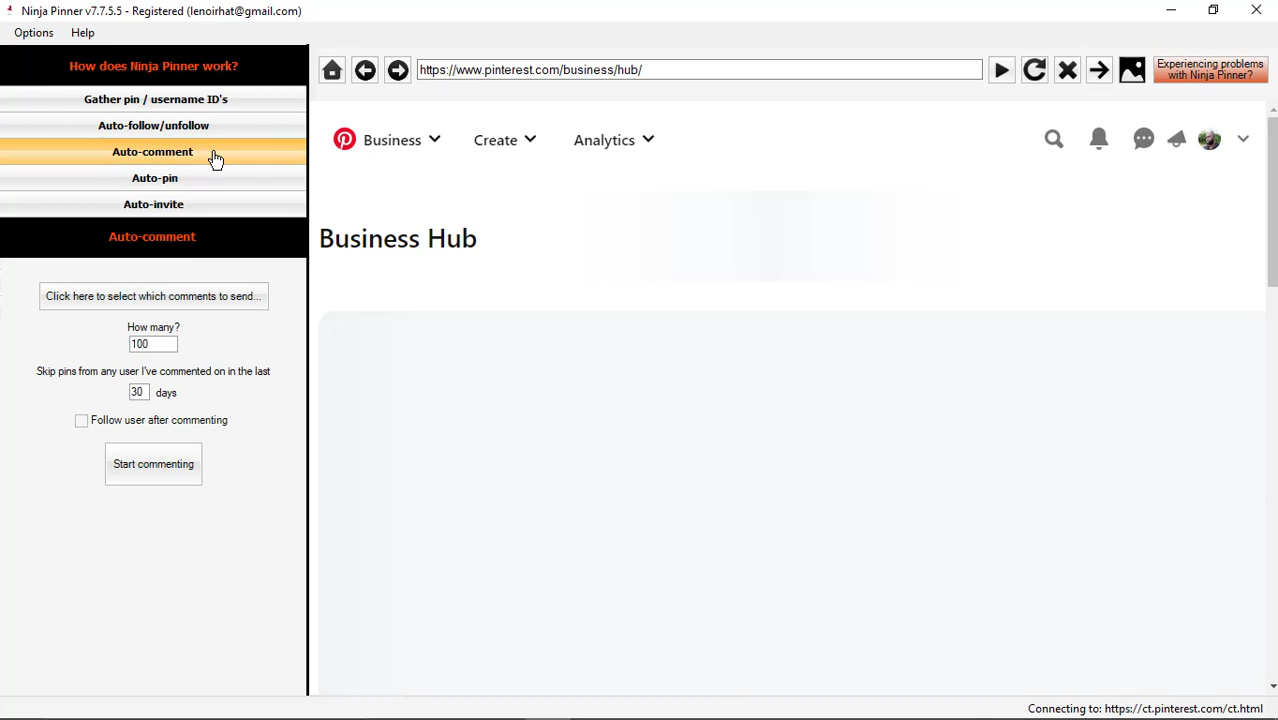 Ninja Pinner v7.7.5.5 - Registered (lenoirhat@gmail.com)
Options Help
How does Ninja Pinner work?
Gather pin / username ID's
Auto-follow/unfollow
Auto-comment
Auto-pin
Auto-invite
Auto-comment
Click here to select which comments to send...
How many?
100
Skip pins from any user I've commented on in the last
30 days
Follow user after commenting
Start commenting
https://www.pinterest.com/business/hub/
Experiencing problems
with Ninja Pinner?
Business Create Analytics
Business Hub
Connecting to: https://ct.pinterest.com/ct.html